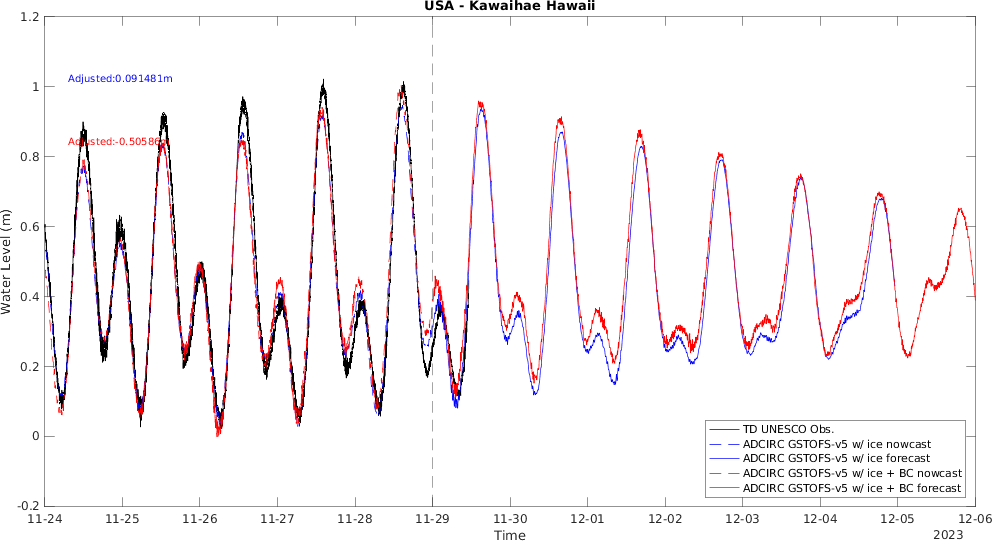 USA - Kawaihae Hawaii
1.2
1
0.8
0.6
0.4
0.2
0
-0.2
Water Level (m)
Adjusted:0.091481m
Adjusted:-0.50586
11-24
11-25
11-26
11-27
11-28
11-29
11-30
12-01
12-02
12-03
12-04
12-05
12-06
2023
Time
TD UNESCO Obs.
ADCIRC GSTOFS-v5 w/ ice nowcast
ADCIRC GSTOFS-v5 w/ ice forecast
ADCIRC GSTOFS-v5 w/ ice + BC nowcast
ADCIRC GSTOFS-v5 w/ ice + BC forecast